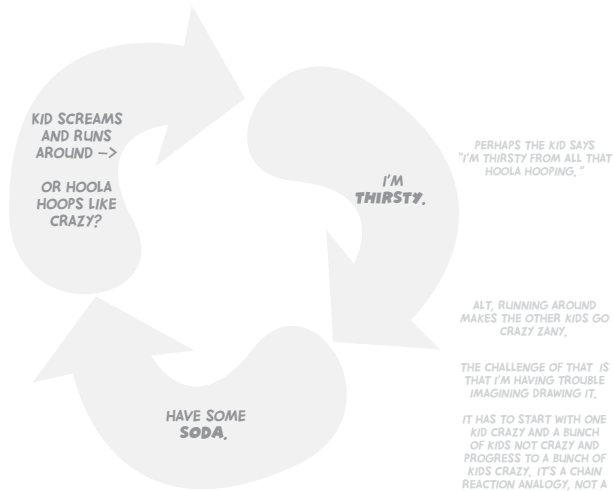 KID SCREAMS
AND RUNS
AROUND —>
OR HOOLA
HOOPS LIKE
CRAZY?
I'M
THIRSTY.
HAVE SOME
SODA.
PERHAPS THE KID SAYS
"I'M THIRSTY FROM ALL THAT
HOOLA HOOPING."
ALT, RUNNING AROUND
MAKES THE OTHER KIDS GO
CRAZY ZANY.
THE CHALLENGE OF THAT IS
THAT I'M HAVING TROUBLE
IMAGINING DRAWING IT.
IT HAS TO START WITH ONE
KID CRAZY AND A BUNCH
OF KIDS NOT CRAZY AND
PROGRESS TO A BUNCH OF
KIDS CRAZY. IT'S A CHAIN
REACTION ANALOGY, NOT A